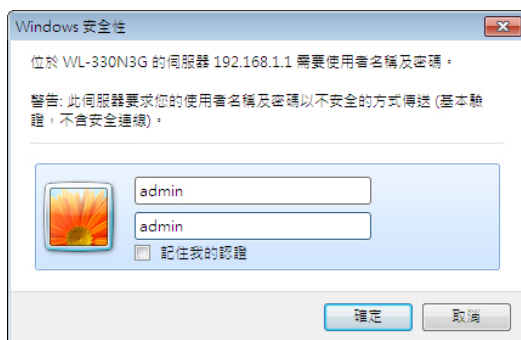 Windows 安全性
位於 WL-330N3G 的伺服器 192.168.1.1 需要使用者名稱及密碼。
警告: 此伺服器要求您的使用者名稱及密碼以不安全的方式傳送 (基本驗
證，不含安全連線)。
admin
admin
記住我的認證
確定
取消